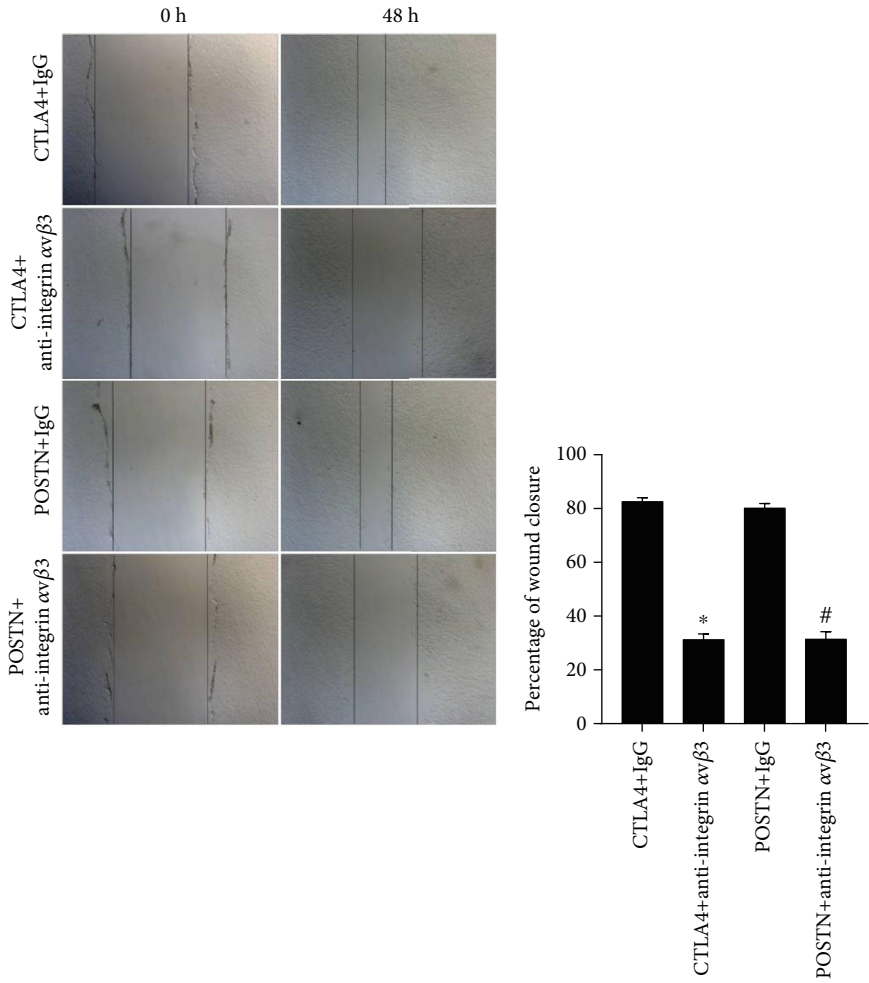 0 h
48 h
CTLA4+IgG
CTLA4+
anti-integrin αvβ3
POSTN+IgG
POSTN+
anti-integrin αvβ3
Percentage of wound closure
100
80
60
40
20
0
*
#
CTLA4+IgG
CTLA4+anti-integrin αvβ3
POSTN+IgG
POSTN+anti-integrin αvβ3